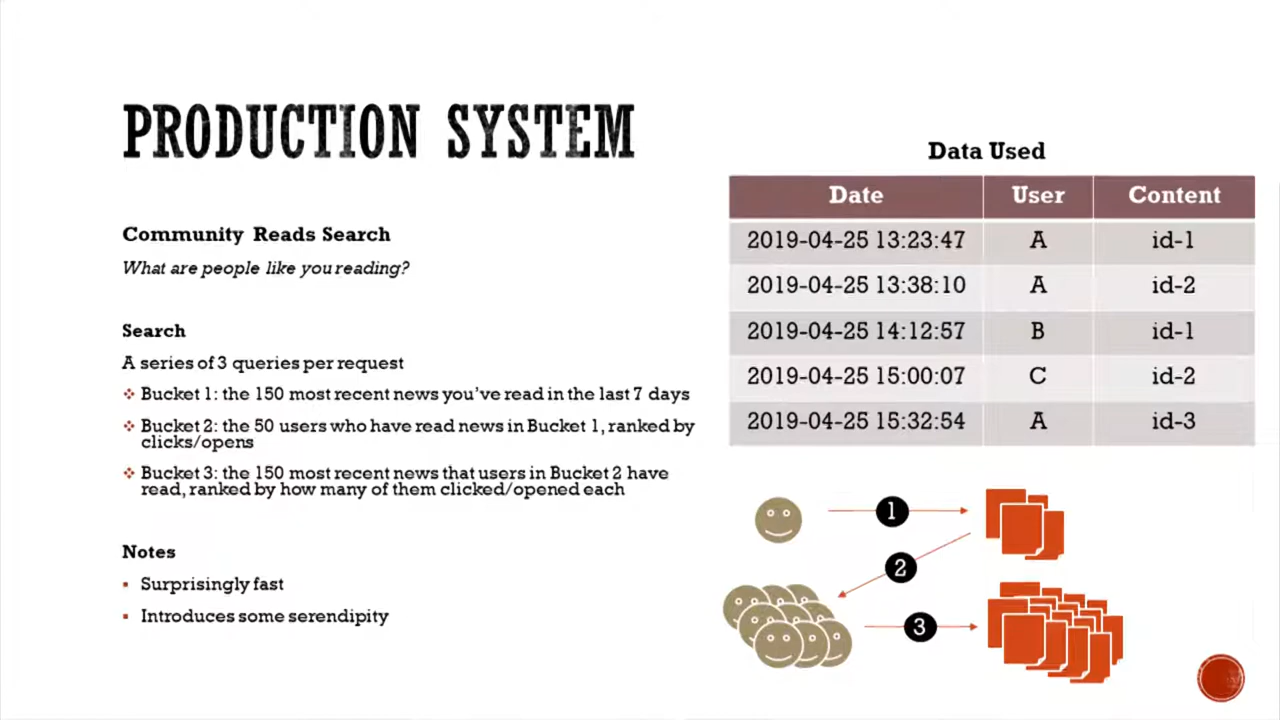 PRODUCTION SYSTEM
Community Reads Search
What are people like you reading?
Search
A series of 3 queries per request
Bucket 1: the 150 most recent news you've read in the last 7 days
Bucket 2: the 50 users who have read news in Bucket 1, ranked by
clicks/opens
Bucket 3: the 150 most recent news that users in Bucket 2 have
read, ranked by how many of them clicked/opened each
Notes
Surprisingly fast
Introduces some serendipity
Data Used
Date User Content
2019-04-25 13:23:47 A id-1
2019-04-25 13:38:10 A id-2
2019-04-25 14:12:57 B id-1
2019-04-25 15:00:07 C id-2
2019-04-25 15:32:54 A id-3
1
2
3